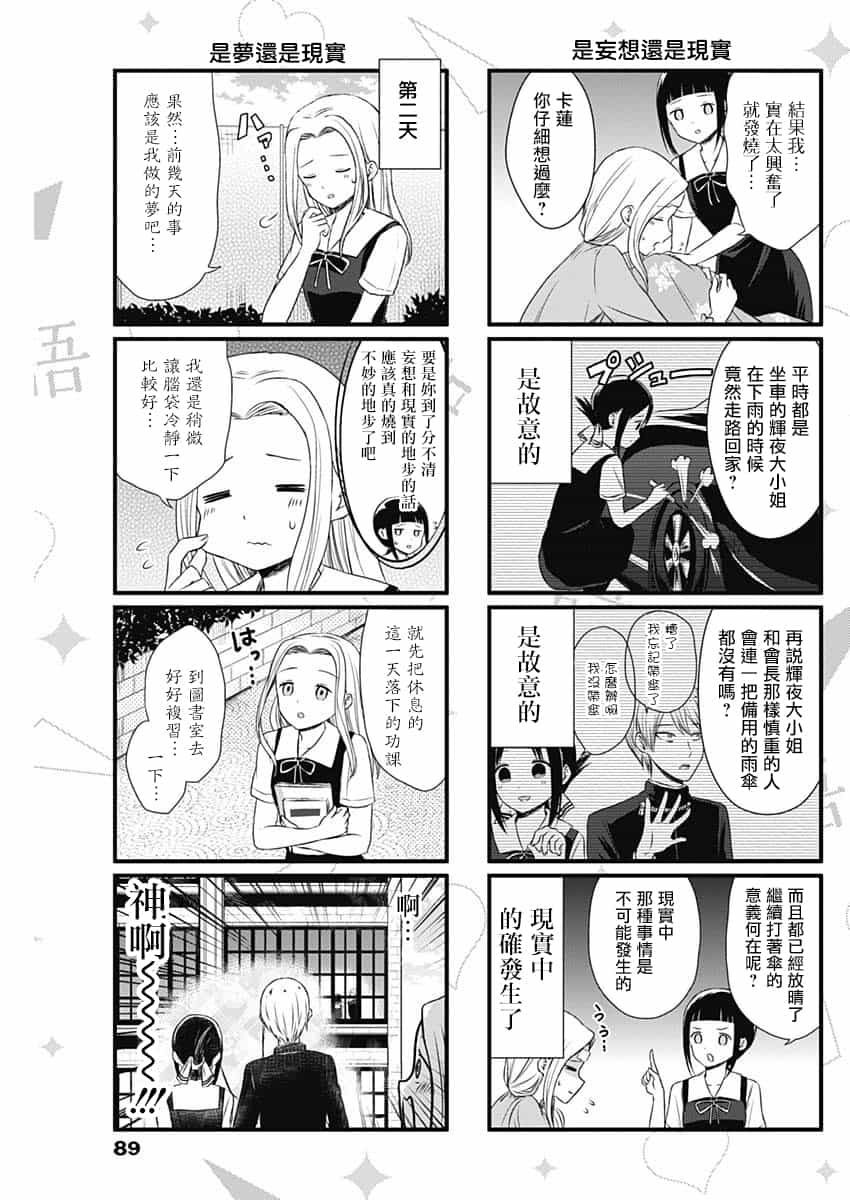 是妄想還是現實
結果我…
實在太興奮了
就發燒了…
卡蓮
你仔細想過麼?
プシュー
平時都是
坐車的輝夜大小姐
在下雨的時候
竟然走路回家?
是故意的
再說輝夜大小姐
和會長那樣慎重的人
會連一把備用的雨傘
都沒有嗎?
糟了
我忘記帶傘了
怎麼辦啊
我沒帶傘
是故意的
而且都已經放晴了
繼續打著傘的
意義何在呢?
現實中
那種事情是
不可能發生的
現實中
的確發生了
うぅ…
是夢還是現實
第二天
果然…前幾天的事
應該是我做的夢吧…
ハァ…
要是妳到了分不清
妄想和現實的地步的話
應該真的燒到
不妙的地步了吧
我還是稍微
讓腦袋冷靜一下
比較好…
就先把休息的
這一天落下的功課
はっ…
到圖書室去
好好複習…
一下…
啊…
神啊~~~~!!!
89